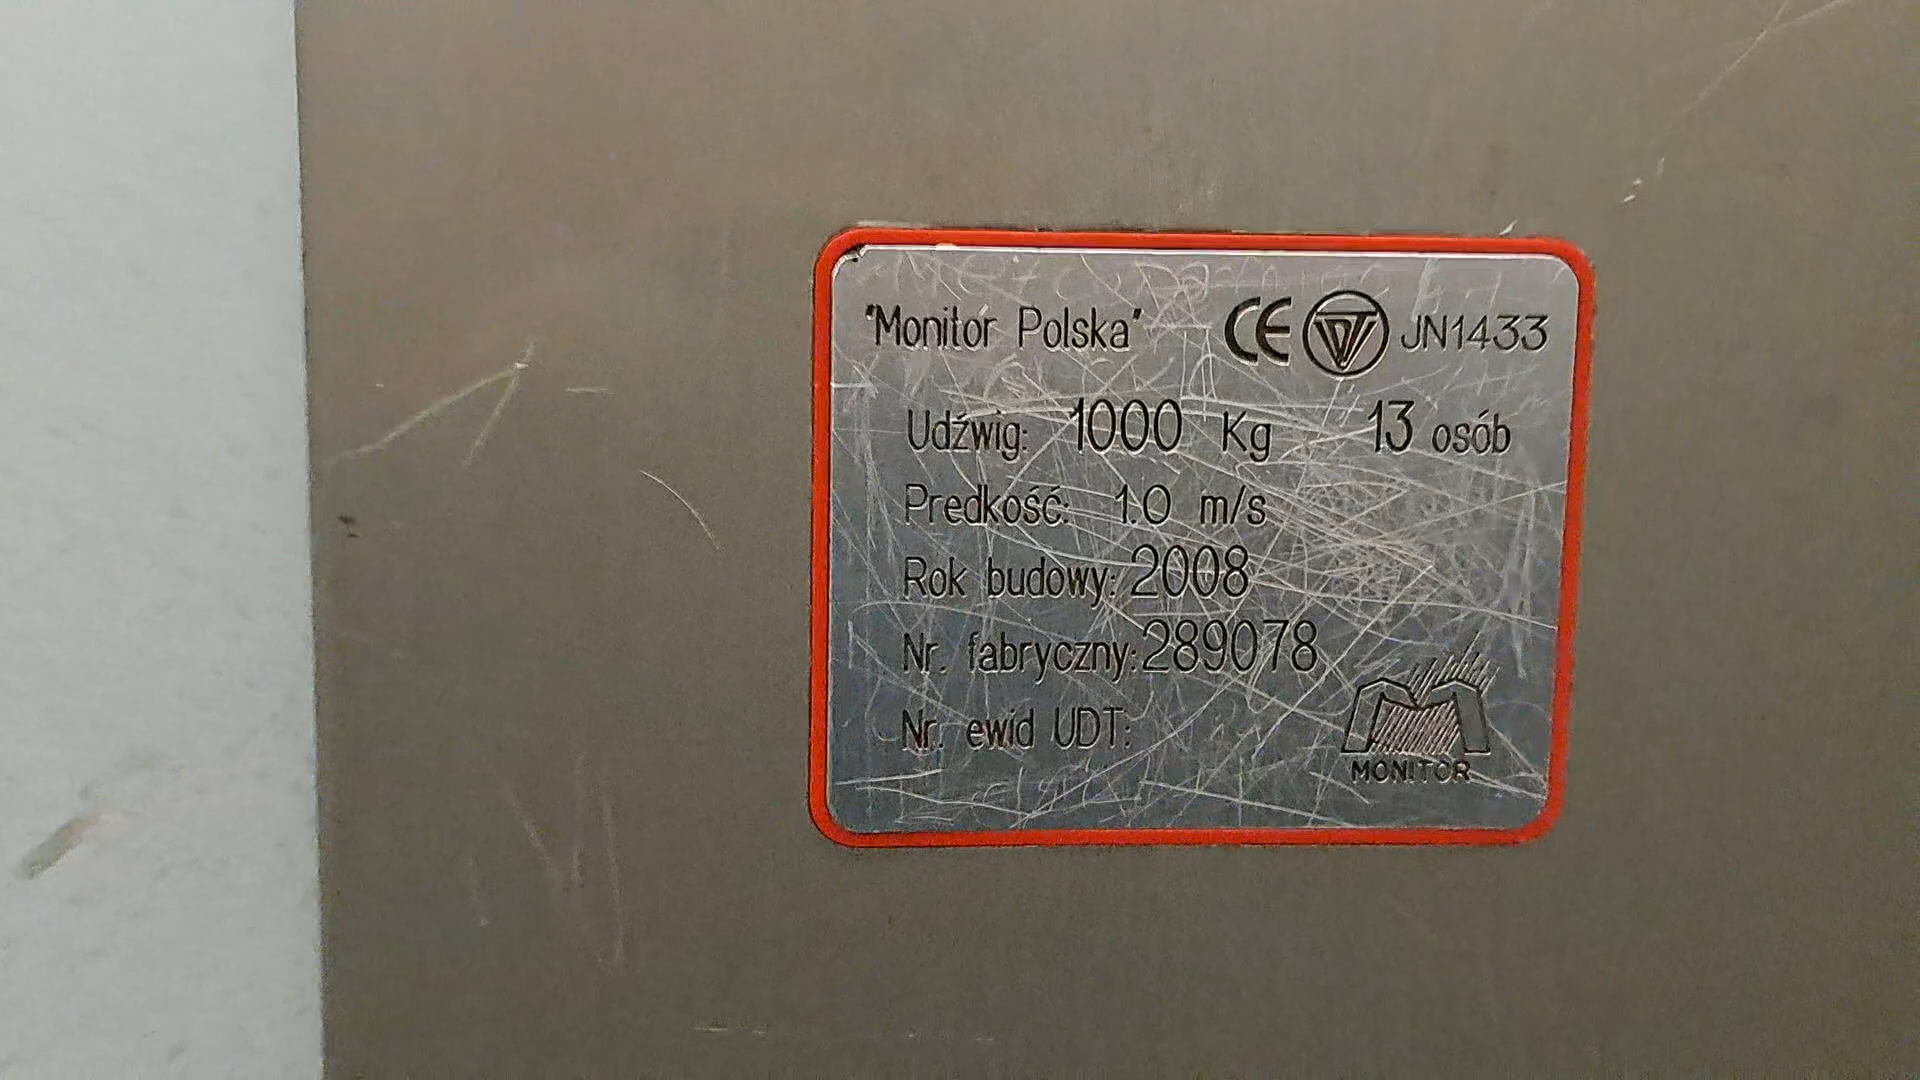 "Monitor Polska" CE UDT JN1433
Udźwig: 1000 Kg 13 osób
Predkość: 1.0 m/s
Rok budowy: 2008
Nr. fabryczny: 289078
Nr. ewid UDT:
MONITOR